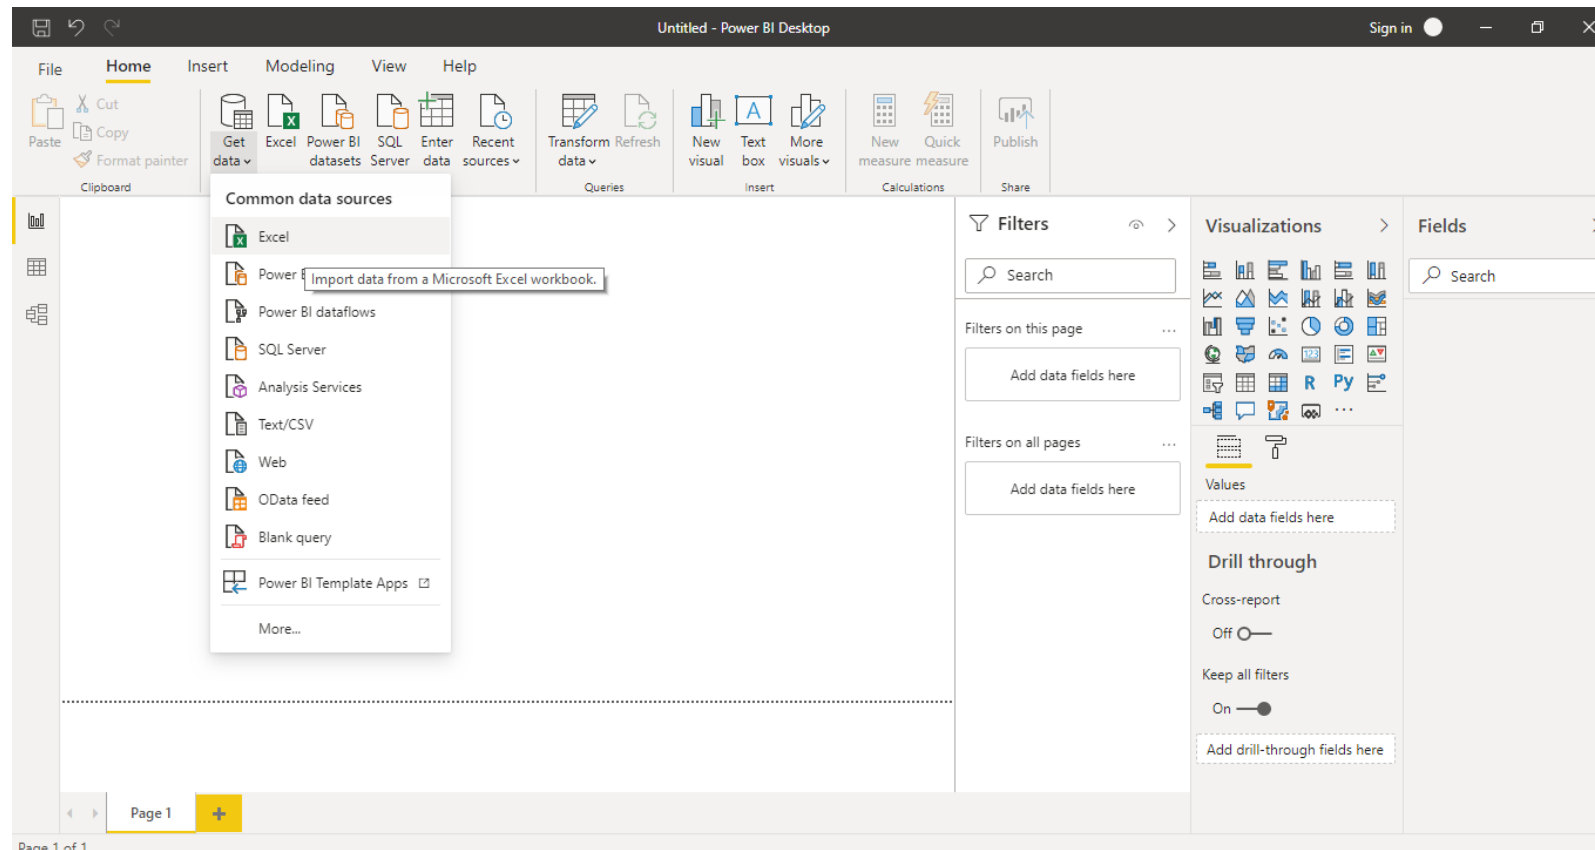 Untitled - Power BI Desktop
Sign in
File Home Insert Modeling View Help
Paste
Cut
Copy
Format painter
Clipboard
Get data
Excel
Power BI datasets
SQL Server
Enter data
Recent sources
Transform data
Refresh
Queries
New visual
Text box
More visuals
Insert
New measure
Quick measure
Calculations
Publish
Share
Common data sources
Excel
Power B
Import data from a Microsoft Excel workbook.
Power BI dataflows
SQL Server
Analysis Services
Text/CSV
Web
OData feed
Blank query
Power BI Template Apps
More...
Filters
Search
Filters on this page
...
Add data fields here
Filters on all pages
...
Add data fields here
Visualizations
123
R Py
...
Values
Add data fields here
Drill through
Cross-report
Off
Keep all filters
On
Add drill-through fields here
Fields
Search
Page 1
Page 1 of 1